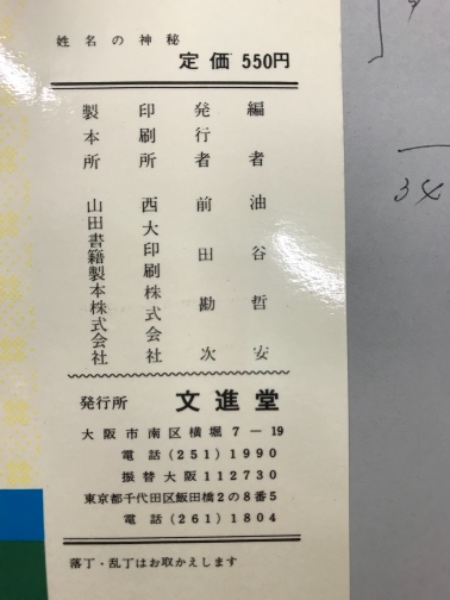 姓名の神秘
定価 550円
編者 油谷哲安
発行者 前田勘次
印刷所 西大印刷株式会社
製本所 山田書籍製本株式会社
発行所 文進堂
大阪市南区横堀7-19
電話(251)1990
振替大阪112730
東京都千代田区飯田橋2の8番5
電話(261)1804
落丁・乱丁はお取かえします
34